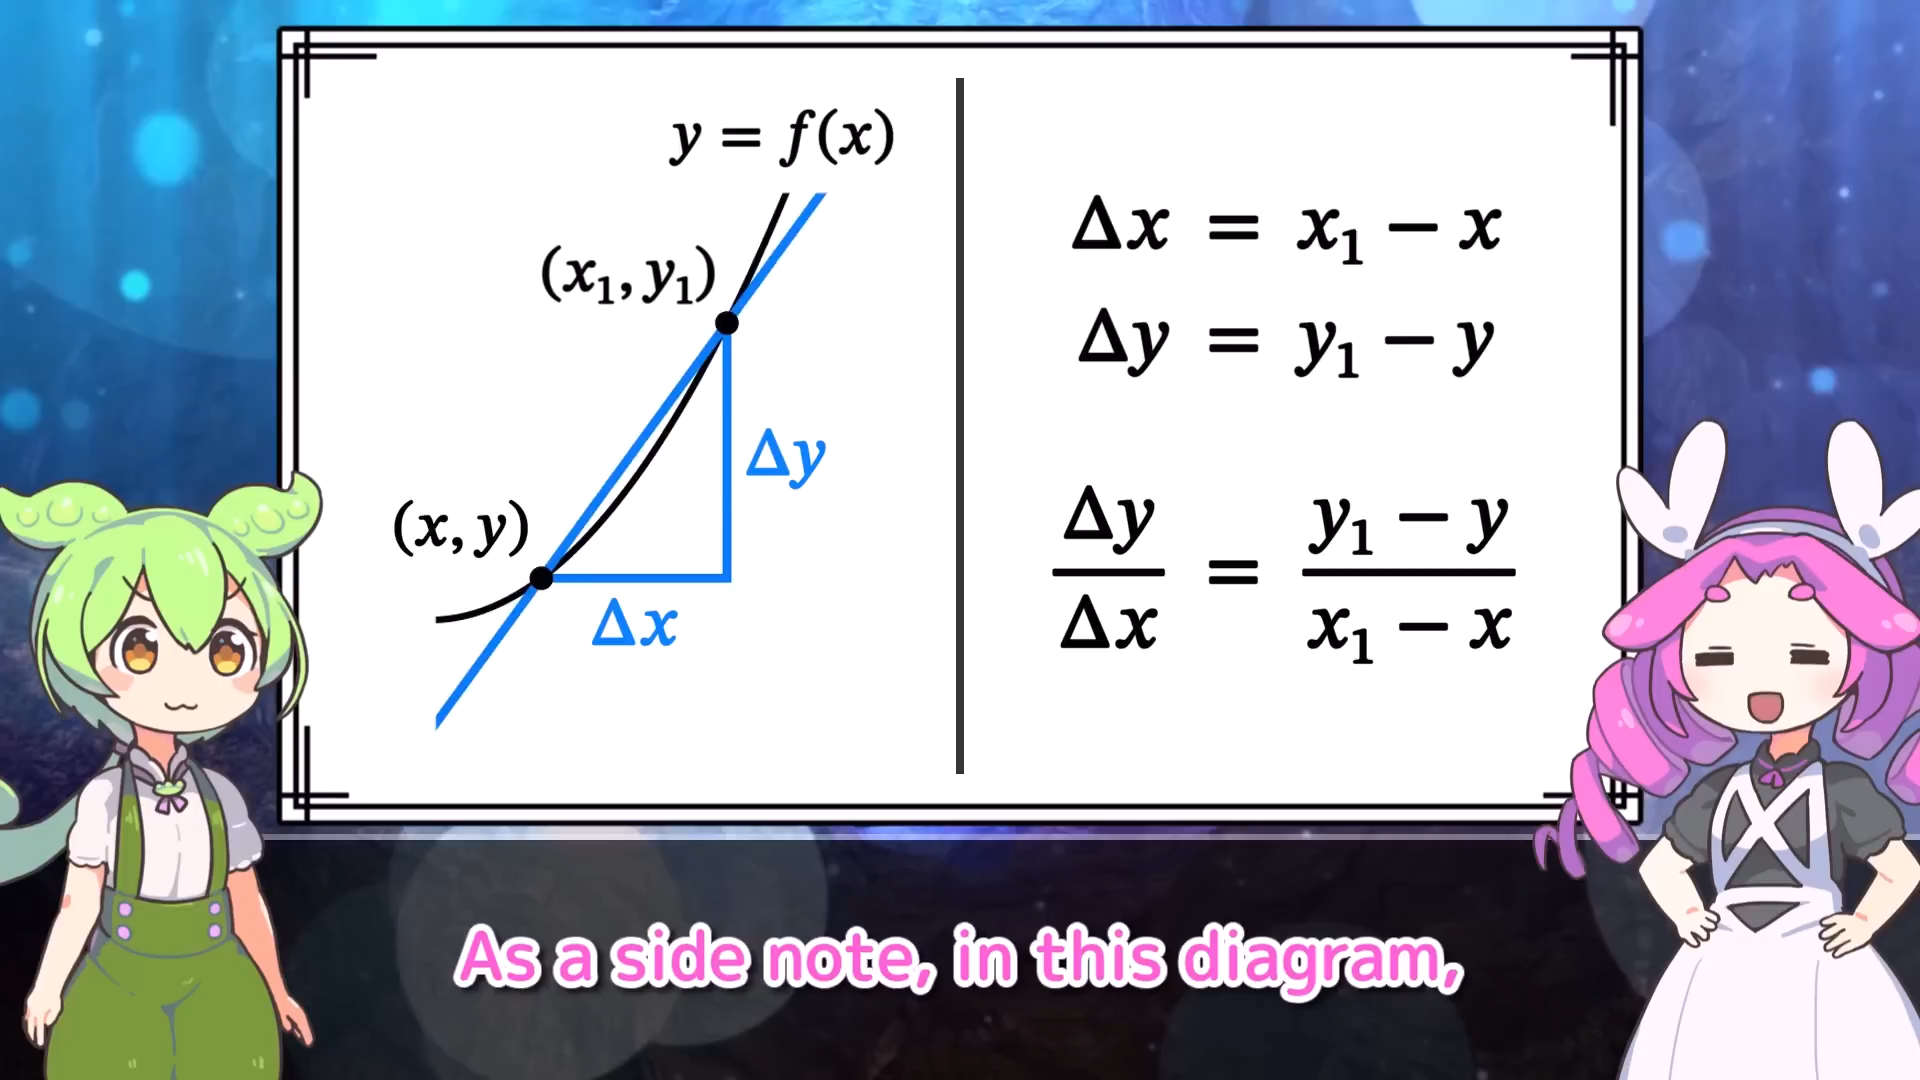 y = f(x)
(x₁, y₁)
Δy
(x, y)
Δx
Δx = x₁ − x
Δy = y₁ − y
Δy/Δx = (y₁ − y)/(x₁ − x)
As a side note, in this diagram,